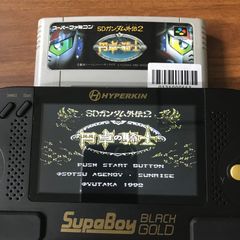 スーパーファミコン
SDガンダム外伝2
円卓の騎士
HYPERKIN
SDガンダム外伝2
円卓の騎士
PUSH START BUTTON
©SOTSU AGENCY・SUNRISE
©YUTAKA 1992
SupaBoy
BLACK
GOLD